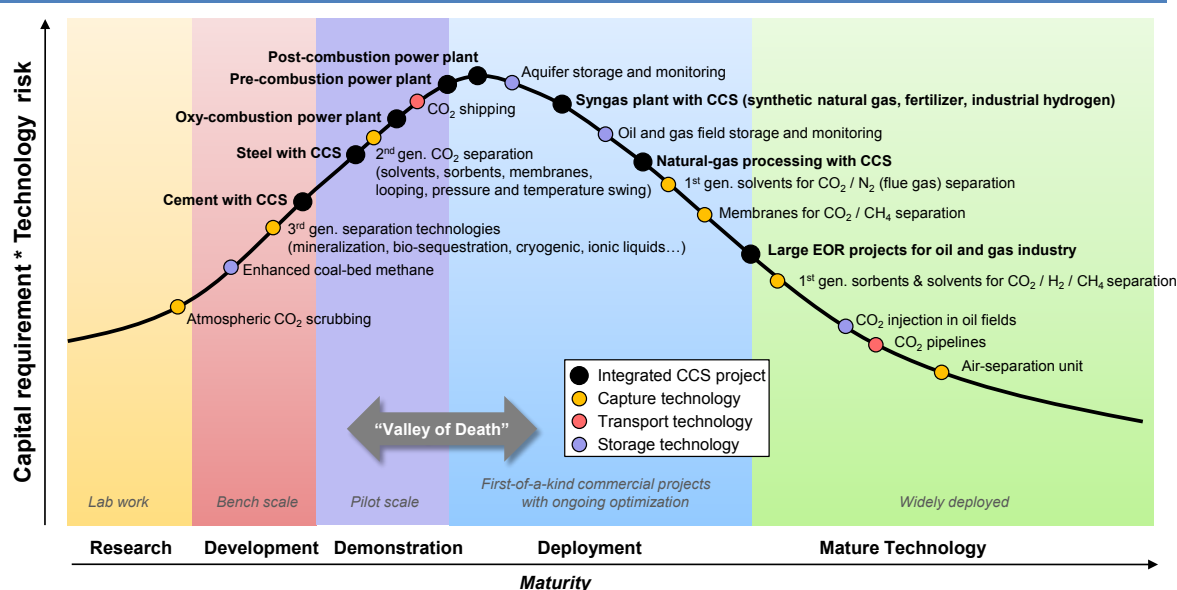 Capital requirement * Technology risk
Post-combustion power plant
Pre-combustion power plant
Aquifer storage and monitoring
CO₂ shipping
Syngas plant with CCS (synthetic natural gas, fertilizer, industrial hydrogen)
Oxy-combustion power plant
Oil and gas field storage and monitoring
Steel with CCS
2nd gen. CO₂ separation
(solvents, sorbents, membranes,
looping, pressure and temperature swing)
Natural-gas processing with CCS
1st gen. solvents for CO₂ / N₂ (flue gas) separation
Cement with CCS
Membranes for CO₂ / CH₄ separation
3rd gen. separation technologies
(mineralization, bio-sequestration, cryogenic, ionic liquids…)
Large EOR projects for oil and gas industry
Enhanced coal-bed methane
1st gen. sorbents & solvents for CO₂ / H₂ / CH₄ separation
Atmospheric CO₂ scrubbing
CO₂ injection in oil fields
CO₂ pipelines
Air-separation unit
Integrated CCS project
Capture technology
Transport technology
Storage technology
"Valley of Death"
Lab work
Bench scale
Pilot scale
First-of-a-kind commercial projects
with ongoing optimization
Widely deployed
Research
Development
Demonstration
Deployment
Mature Technology
Maturity